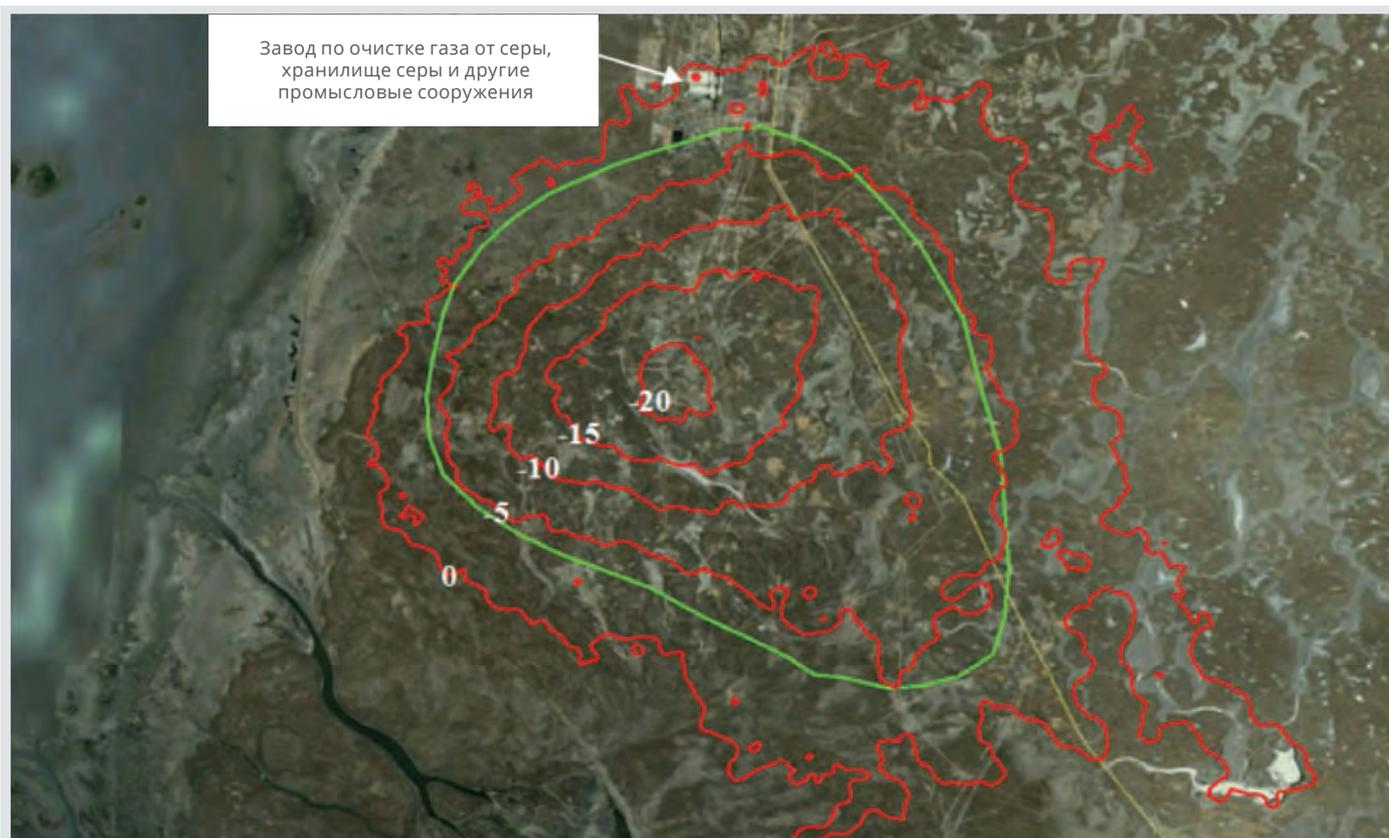 Завод по очистке газа от серы,
хранилище серы и другие
промысловые сооружения
-20
-15
-10
-5
0